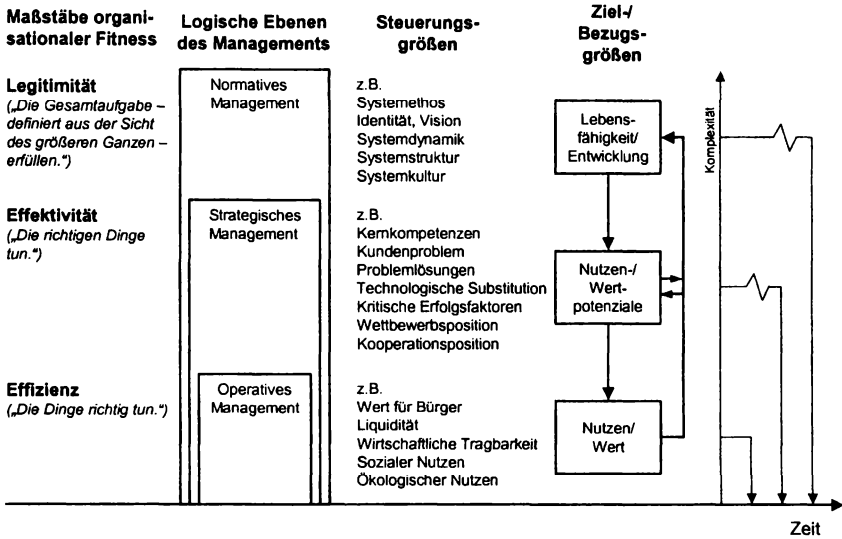 Maßstäbe organi-
sationaler Fitness
Logische Ebenen
des Managements
Steuerungs-
größen
Ziel-/
Bezugs-
größen
Legitimität
(„Die Gesamtaufgabe –
definiert aus der Sicht
des größeren Ganzen –
erfüllen.“)
Normatives
Management
z.B.
Systemethos
Identität, Vision
Systemdynamik
Systemstruktur
Systemkultur
Lebens-
fähigkeit/
Entwicklung
Komplexität
Effektivität
(„Die richtigen Dinge
tun.“)
Strategisches
Management
z.B.
Kernkompetenzen
Kundenproblem
Problemlösungen
Technologische Substitution
Kritische Erfolgsfaktoren
Wettbewerbsposition
Kooperationsposition
Nutzen-/
Wert-
potenziale
Effizienz
(„Die Dinge richtig tun.“)
Operatives
Management
z.B.
Wert für Bürger
Liquidität
Wirtschaftliche Tragbarkeit
Sozialer Nutzen
Ökologischer Nutzen
Nutzen/
Wert
Zeit